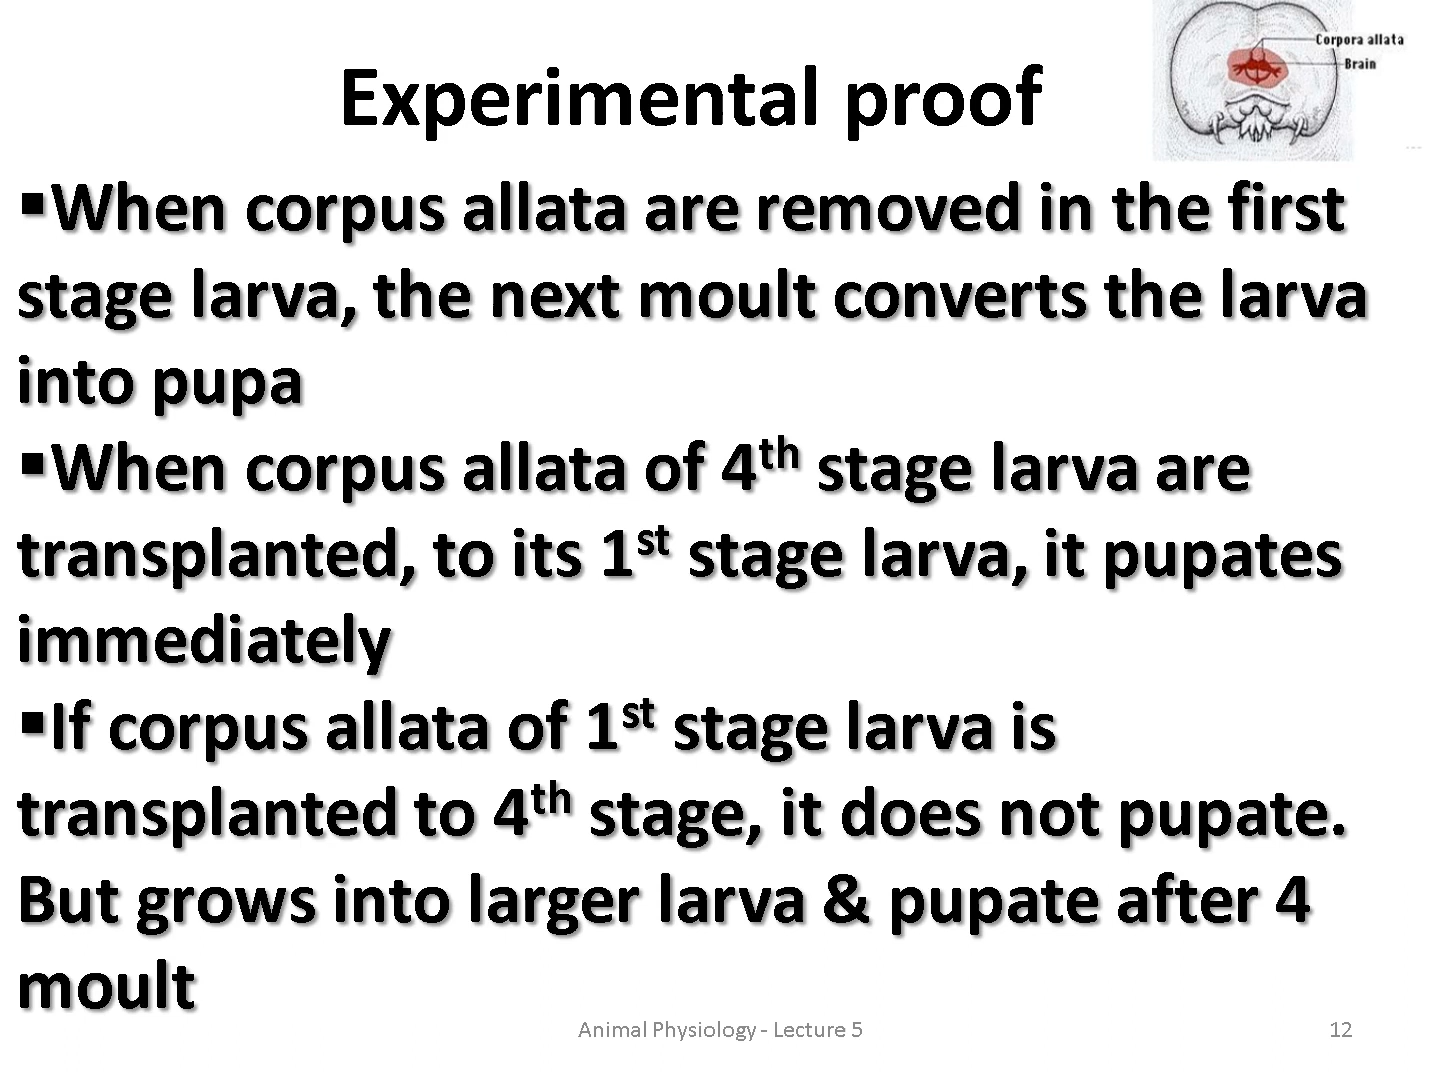 Corpora allata
Brain
Experimental proof
▪When corpus allata are removed in the first
stage larva, the next moult converts the larva
into pupa
▪When corpus allata of 4th stage larva are
transplanted, to its 1st stage larva, it pupates
immediately
▪If corpus allata of 1st stage larva is
transplanted to 4th stage, it does not pupate.
But grows into larger larva & pupate after 4
moult
Animal Physiology - Lecture 5
12